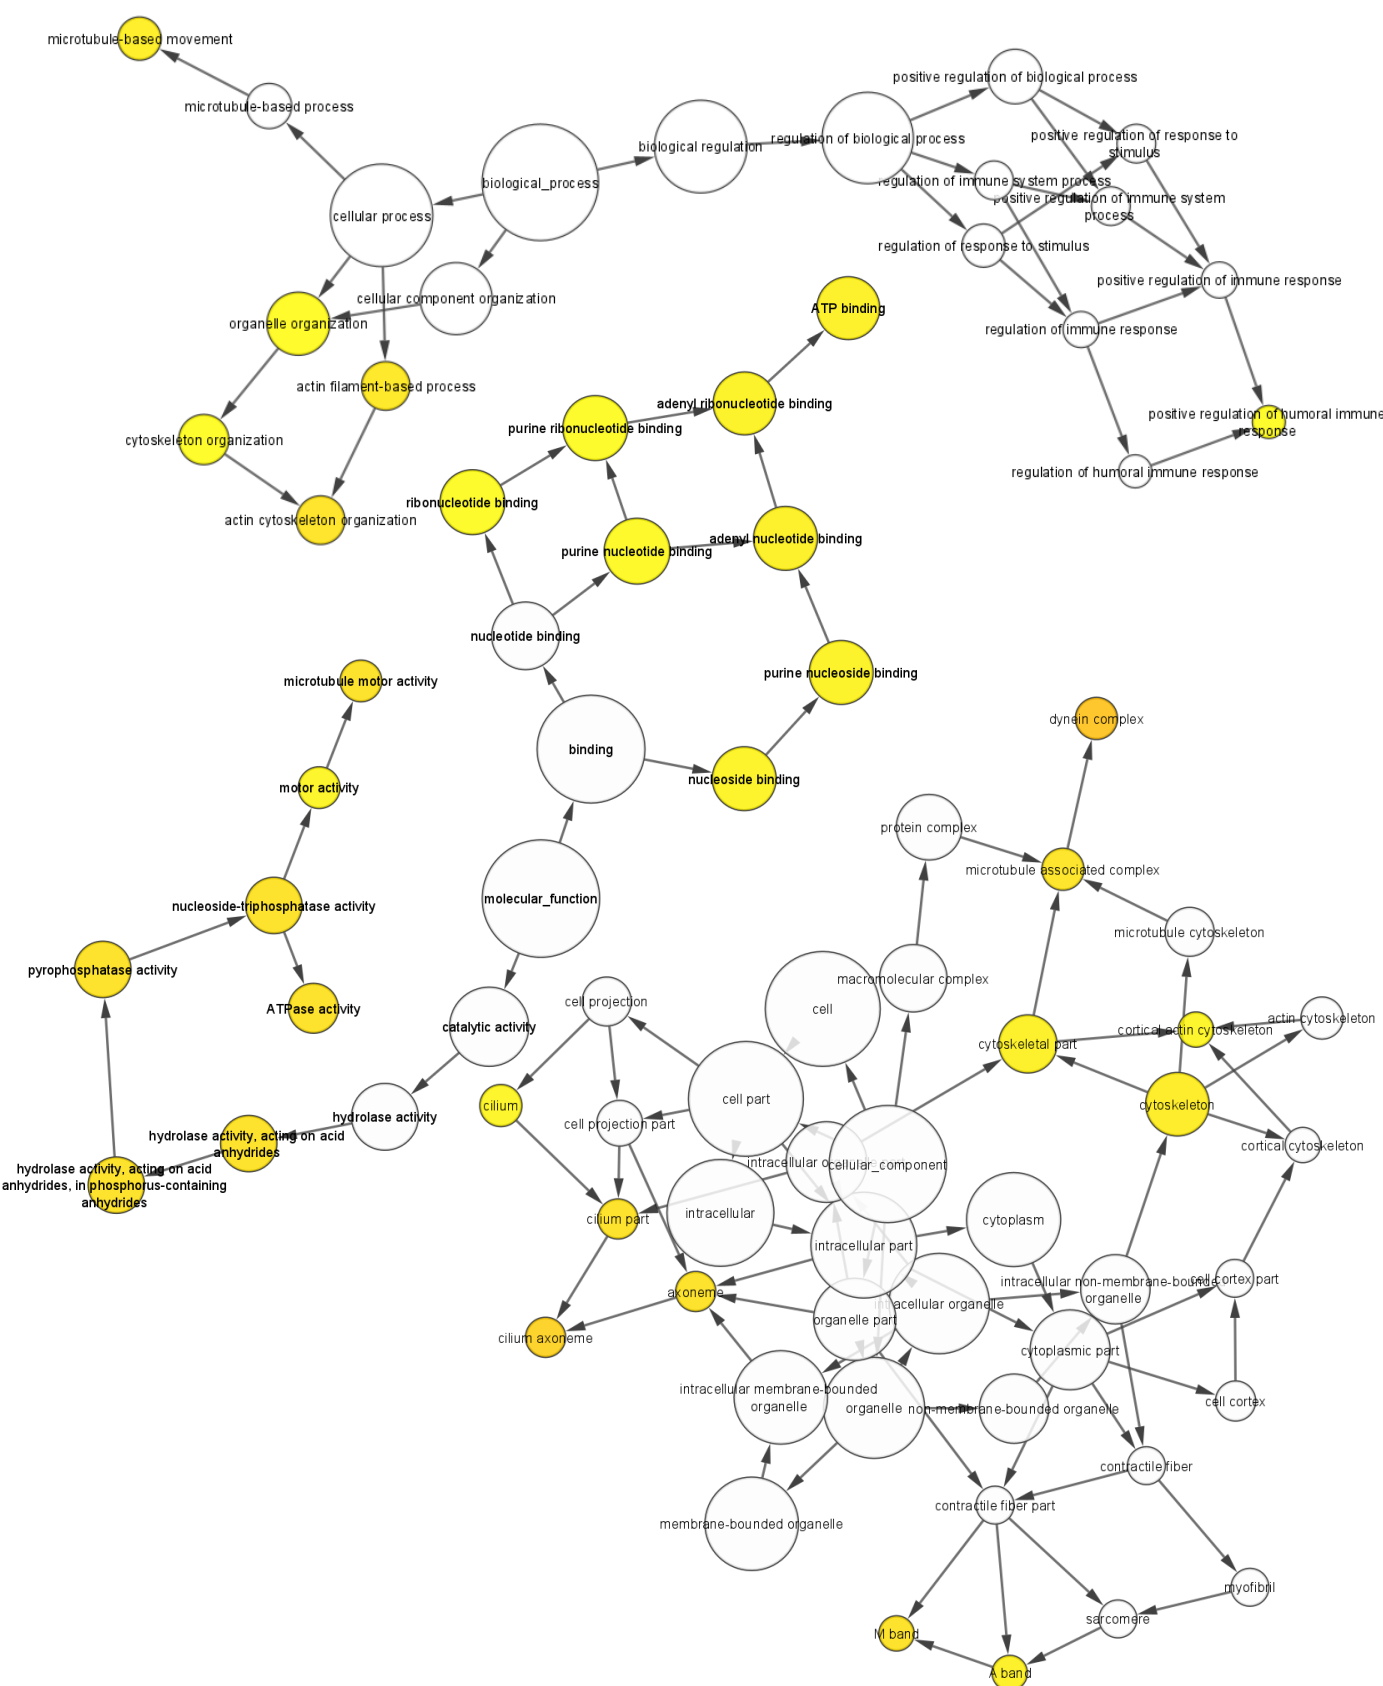 microtubule-based movement
positive regulation of biological process
microtubule-based process
positive regulation of response to
stimulus
regulation of biological process
biological regulation
biological_process
regulation of immune system process
positive regulation of immune system
process
cellular process
regulation of response to stimulus
positive regulation of immune response
cellular component organization
ATP binding
organelle organization
regulation of immune response
actin filament-based process
adenyl ribonucleotide binding
positive regulation of humoral immune
response
purine ribonucleotide binding
cytoskeleton organization
regulation of humoral immune response
ribonucleotide binding
actin cytoskeleton organization
adenyl nucleotide binding
purine nucleotide binding
nucleotide binding
purine nucleoside binding
microtubule motor activity
dynein complex
binding
nucleoside binding
motor activity
protein complex
microtubule associated complex
molecular_function
nucleoside-triphosphatase activity
microtubule cytoskeleton
pyrophosphatase activity
macromolecular complex
cell projection
cell
ATPase activity
actin cytoskeleton
catalytic activity
cortical actin cytoskeleton
cytoskeletal part
cell part
cilium
cytoskeleton
hydrolase activity
cell projection part
hydrolase activity, acting on acid
anhydrides
cortical cytoskeleton
intracellular organelle part
cellular_component
hydrolase activity, acting on acid
anhydrides, in phosphorus-containing
anhydrides
intracellular
cilium part
cytoplasm
intracellular part
cell cortex part
intracellular non-membrane-bounded
organelle
axoneme
intracellular organelle
organelle part
cilium axoneme
cytoplasmic part
intracellular membrane-bounded
organelle
cell cortex
organelle
non-membrane-bounded organelle
contractile fiber
contractile fiber part
membrane-bounded organelle
myofibril
sarcomere
M band
A band